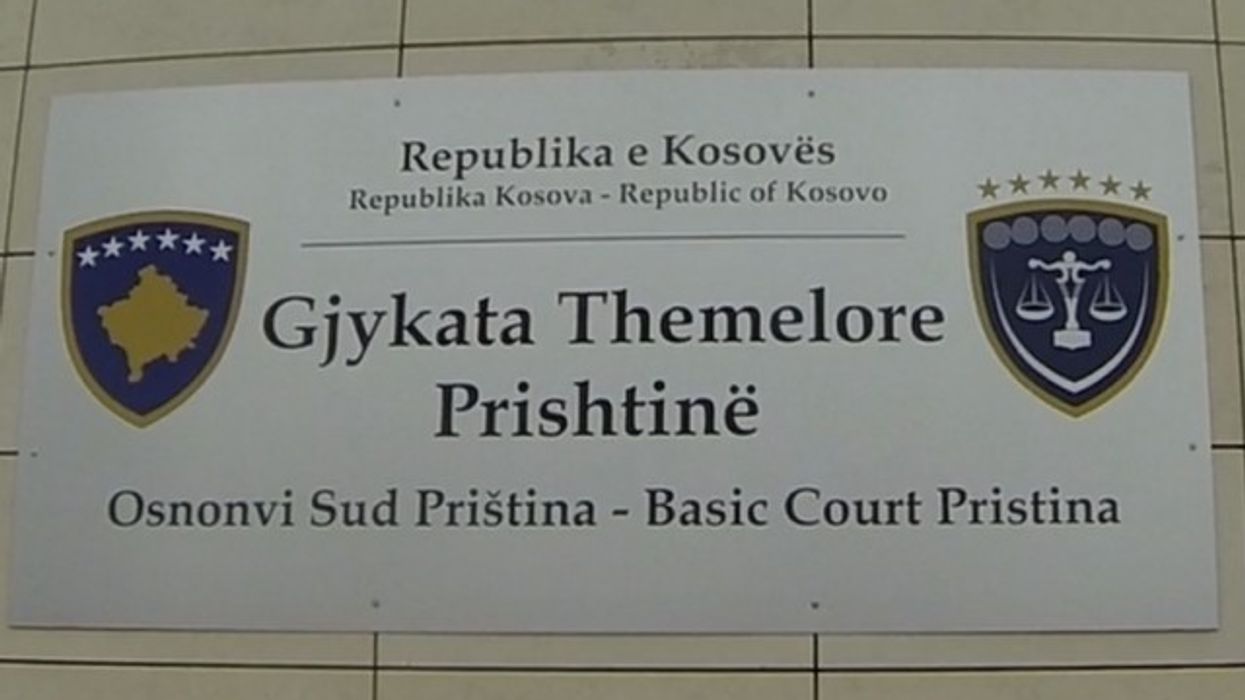 Republika e Kosovës
Republika Kosova - Republic of Kosovo
Gjykata Themelore
Prishtinë
Osnonvi Sud Priština - Basic Court Pristina